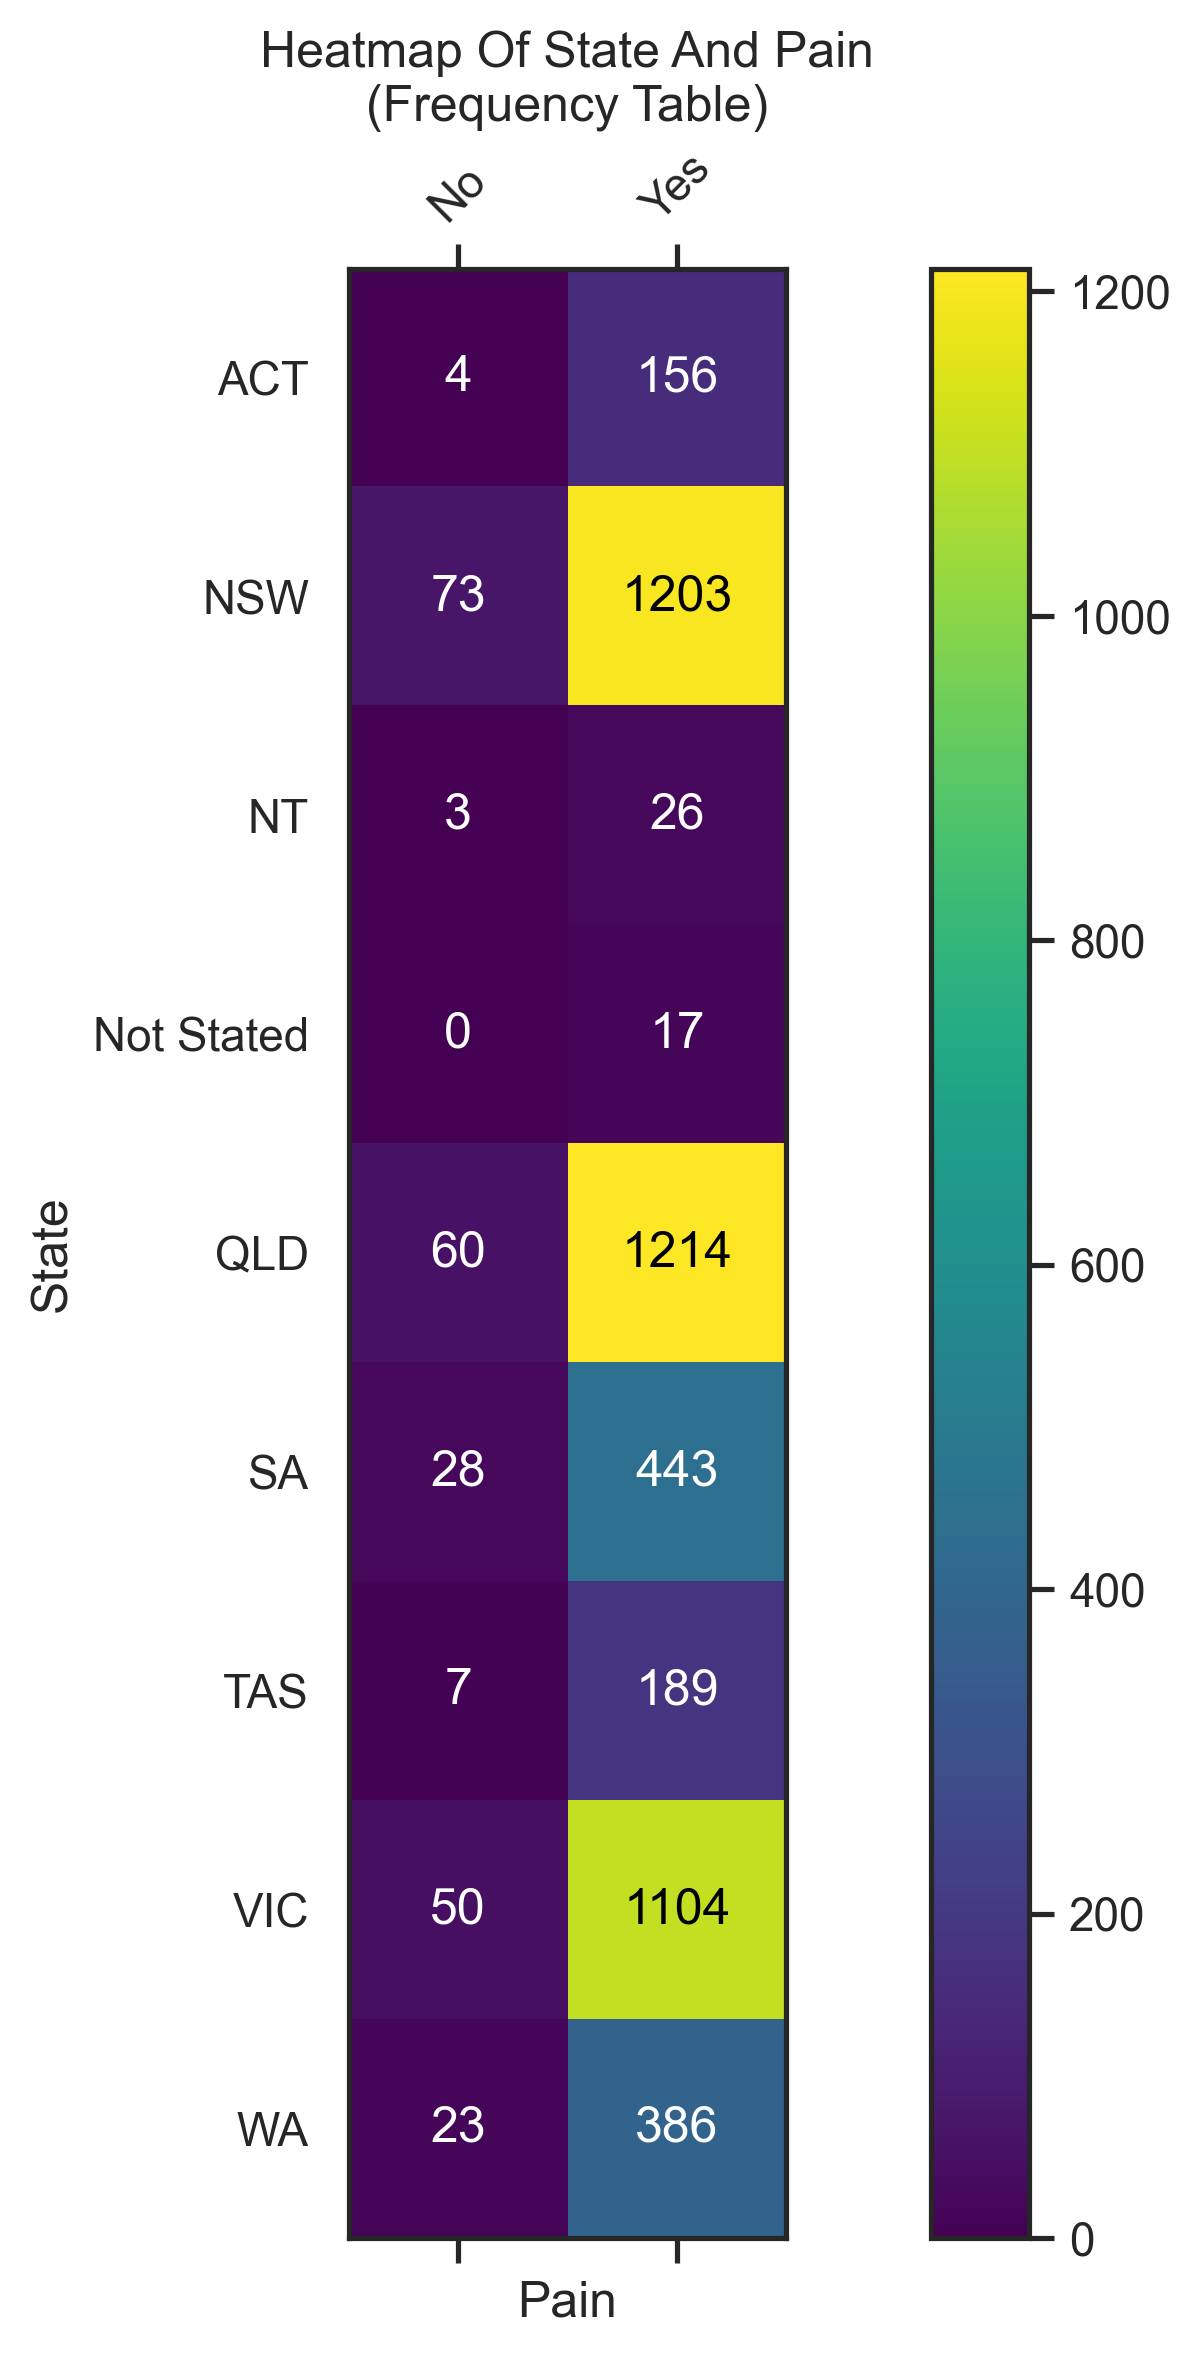 Heatmap Of State And Pain
(Frequency Table)
No Yes
ACT 4 156
NSW 73 1203
NT 3 26
Not Stated 0 17
QLD 60 1214
SA 28 443
TAS 7 189
VIC 50 1104
WA 23 386
State
Pain
1200
1000
800
600
400
200
0